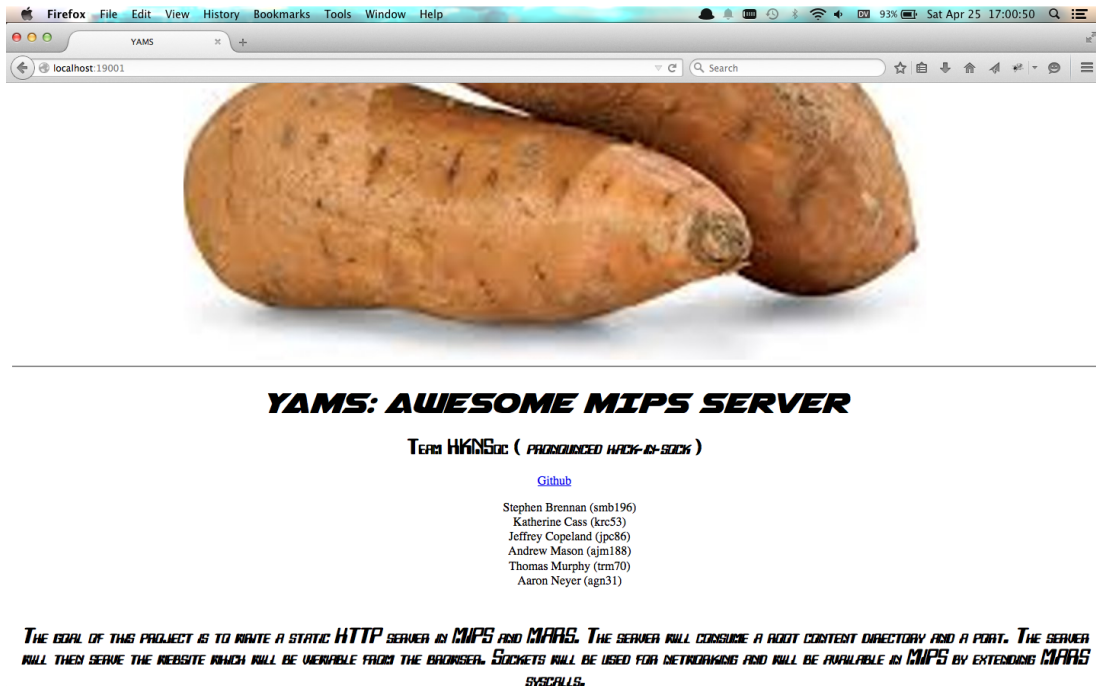 Firefox File Edit View History Bookmarks Tools Window Help 93% Sat Apr 25 17:00:50
YAMS
localhost:19001 Search
YAMS: AWESOME MIPS SERVER
Team HKNSoc ( pronounced hack-in-sock )
Github
Stephen Brennan (smb196)
Katherine Cass (krc53)
Jeffrey Copeland (jpc86)
Andrew Mason (ajm188)
Thomas Murphy (trm70)
Aaron Neyer (agn31)
The goal of this project is to write a static HTTP server in MIPS and MARS. The server will consume a root content directory and a port. The server
will then serve the website which will be viewable from the browser. Sockets will be used for networking and will be available in MIPS by extending MARS
syscalls.